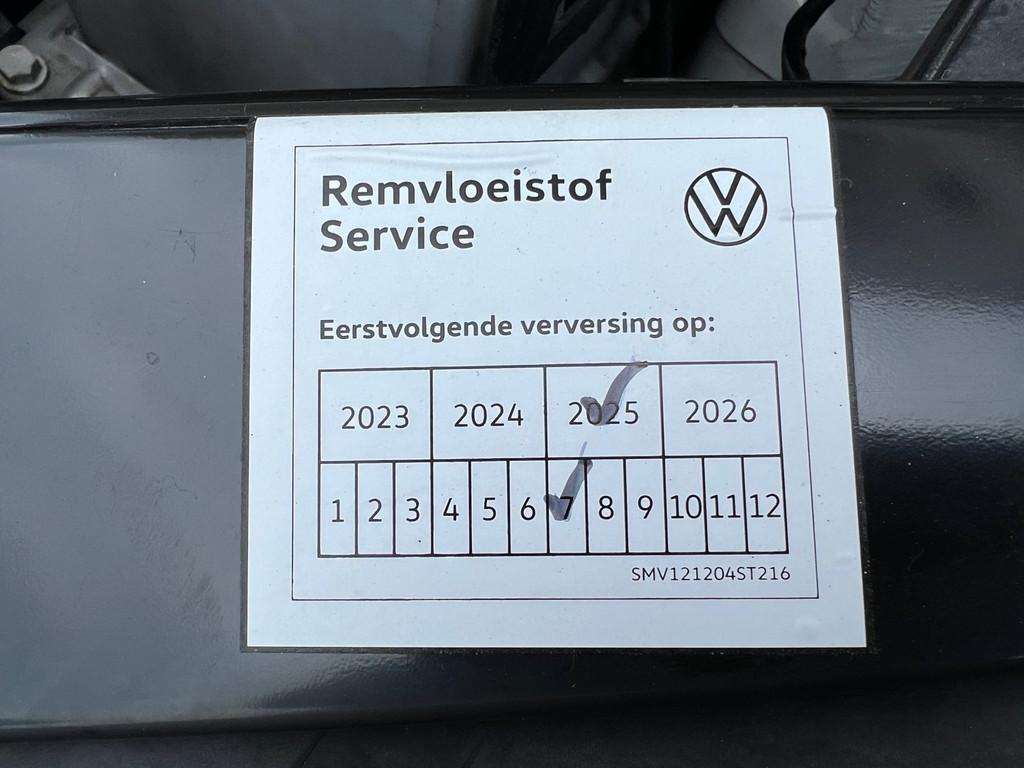 Remvloeistof
Service
Eerstvolgende verversing op:
2023 2024 2025 2026
1 2 3 4 5 6 7 8 9 10 11 12
SMV121204ST216